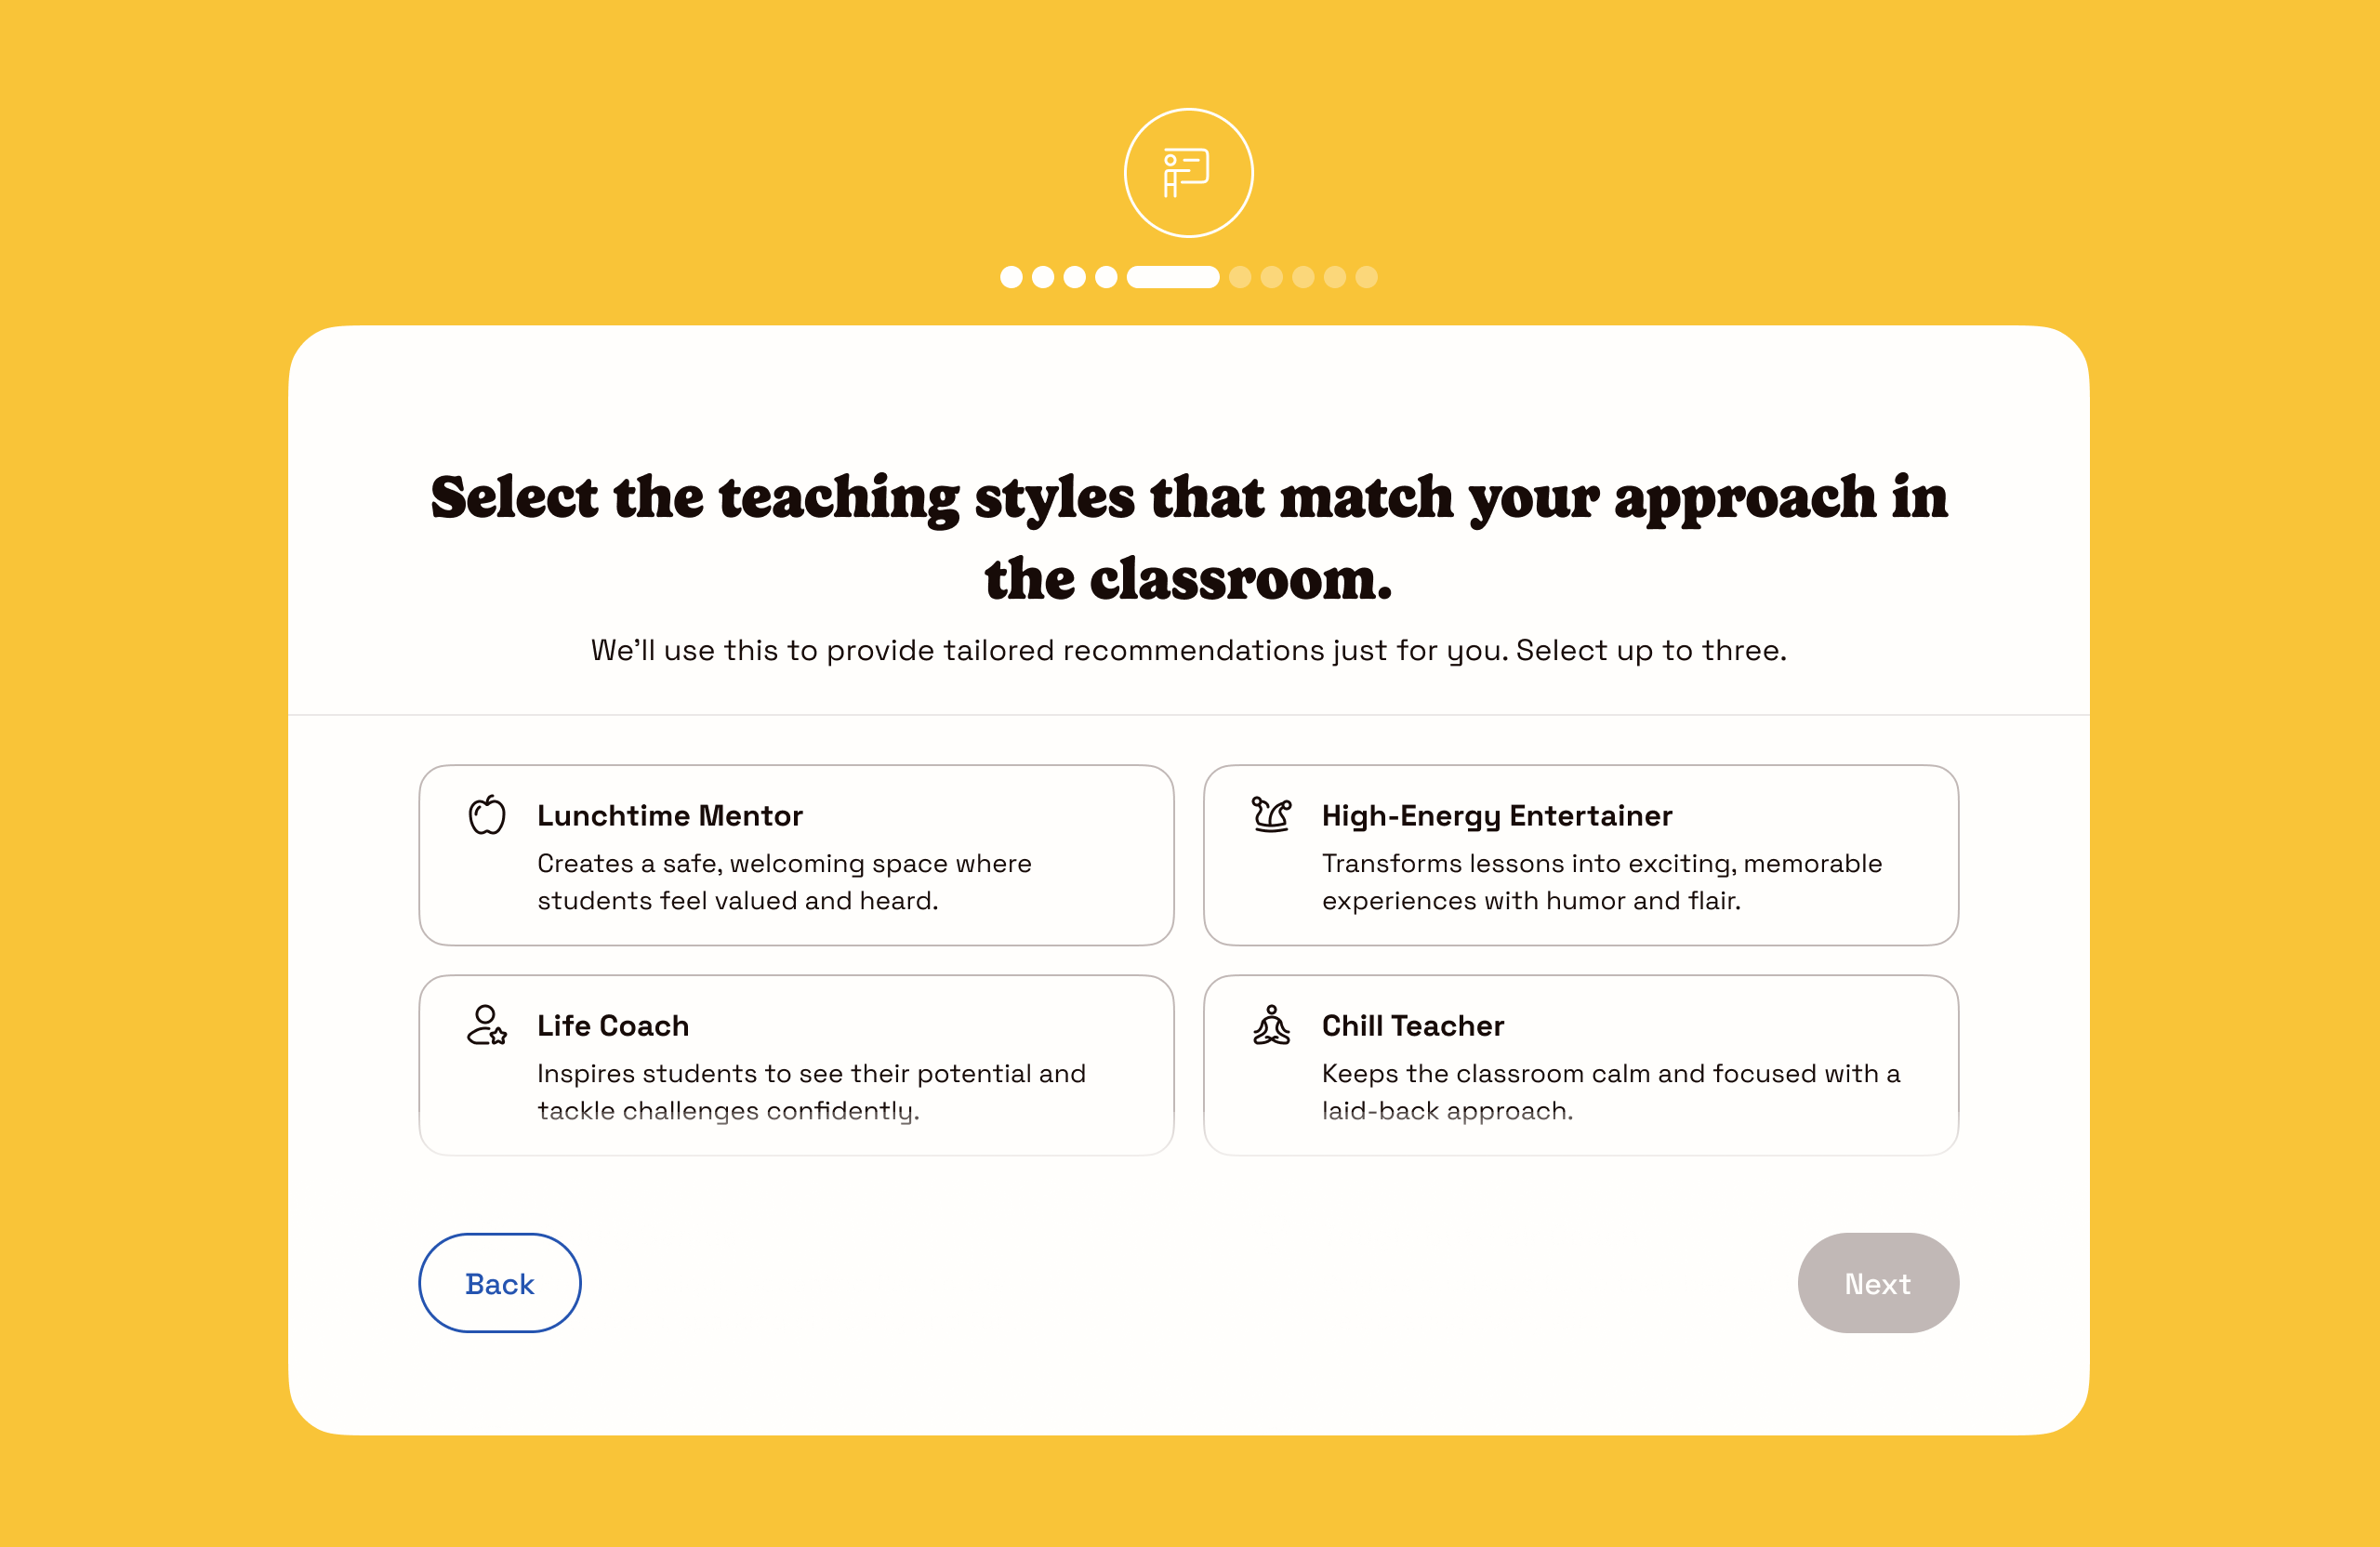 Select the teaching styles that match your approach in
the classroom.
We’ll use this to provide tailored recommendations just for you. Select up to three.
Lunchtime Mentor
Creates a safe, welcoming space where
students feel valued and heard.
High-Energy Entertainer
Transforms lessons into exciting, memorable
experiences with humor and flair.
Life Coach
Inspires students to see their potential and
tackle challenges confidently.
Chill Teacher
Keeps the classroom calm and focused with a
laid-back approach.
Back
Next